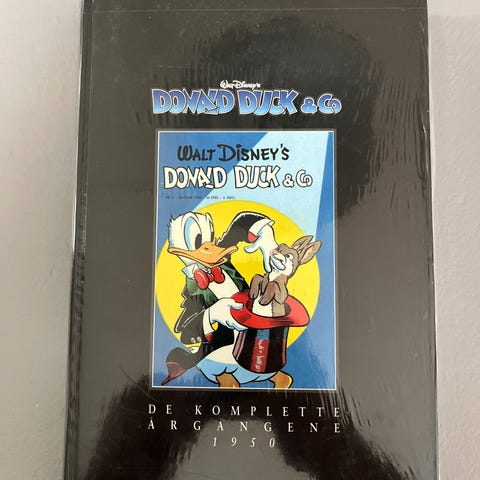 Walt Disney's
DONALD DUCK & Co
WALT DISNEY'S
DONALD DUCK & Co
DE KOMPLETTE
ÅRGANGENE
1950